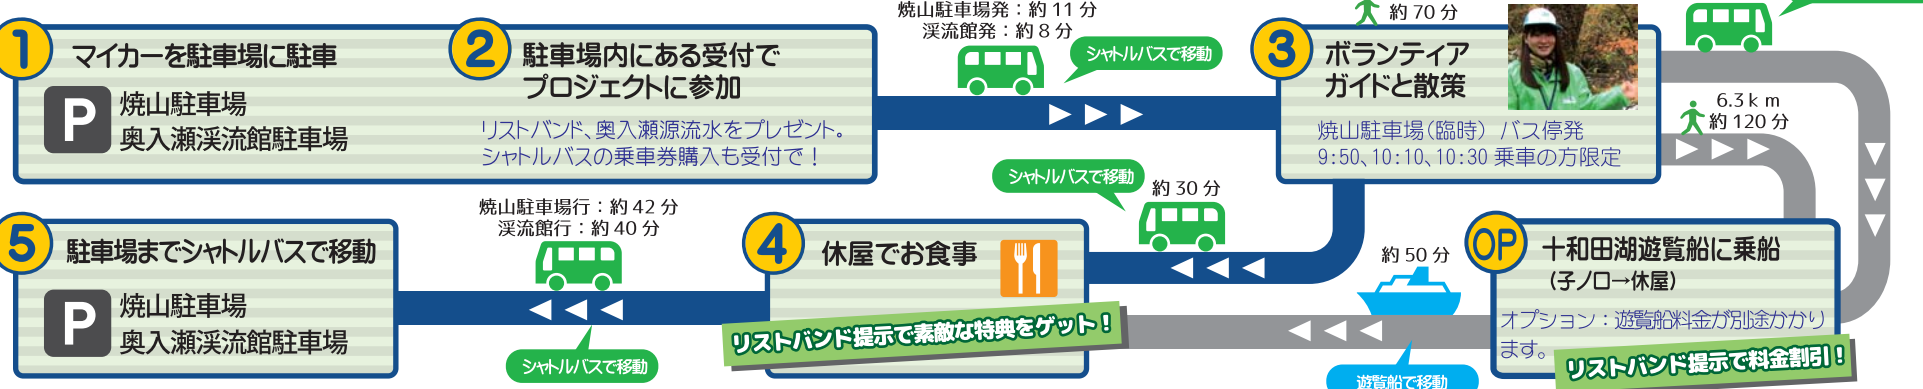 1
マイカーを駐車場に駐車
P
焼山駐車場
奥入瀬渓流館駐車場
2
駐車場内にある受付で
プロジェクトに参加
リストバンド、奥入瀬源流水をプレゼント。
シャトルバスの乗車券購入も受付で！
焼山駐車場発：約 11 分
渓流館発：約 8 分
シャトルバスで移動
3
ボランティア
ガイドと散策
焼山駐車場（臨時） バス停発
9：50、10：10、10：30 乗車の方限定
約 70 分
6.3ｋｍ
約 120 分
OP
十和田湖遊覧船に乗船
（子ノ口→休屋）
オプション：遊覧船料金が別途かかり
ます。
リストバンド提示で料金割引！
約 50 分
遊覧船で移動
シャトルバスで移動
約 30 分
4
休屋でお食事
リストバンド提示で素敵な特典をゲット！
焼山駐車場行：約 42 分
渓流館行：約 40 分
シャトルバスで移動
5
駐車場までシャトルバスで移動
P
焼山駐車場
奥入瀬渓流館駐車場